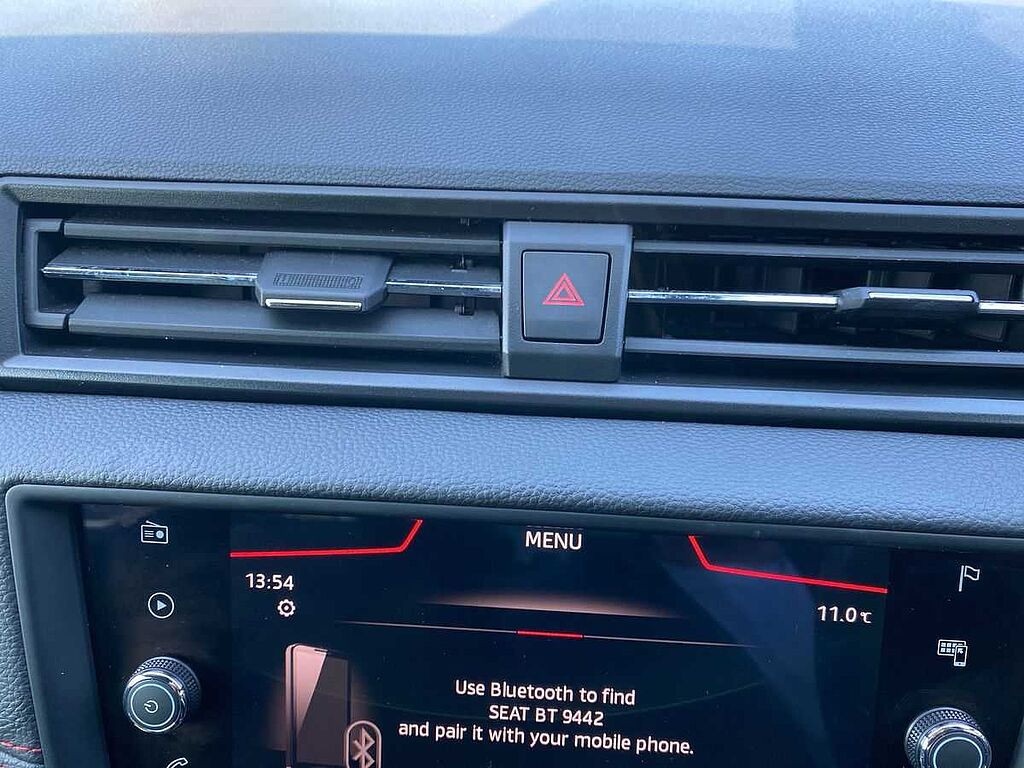 MENU
13:54
11.0 °C
Use Bluetooth to find
SEAT BT 9442
and pair it with your mobile phone.